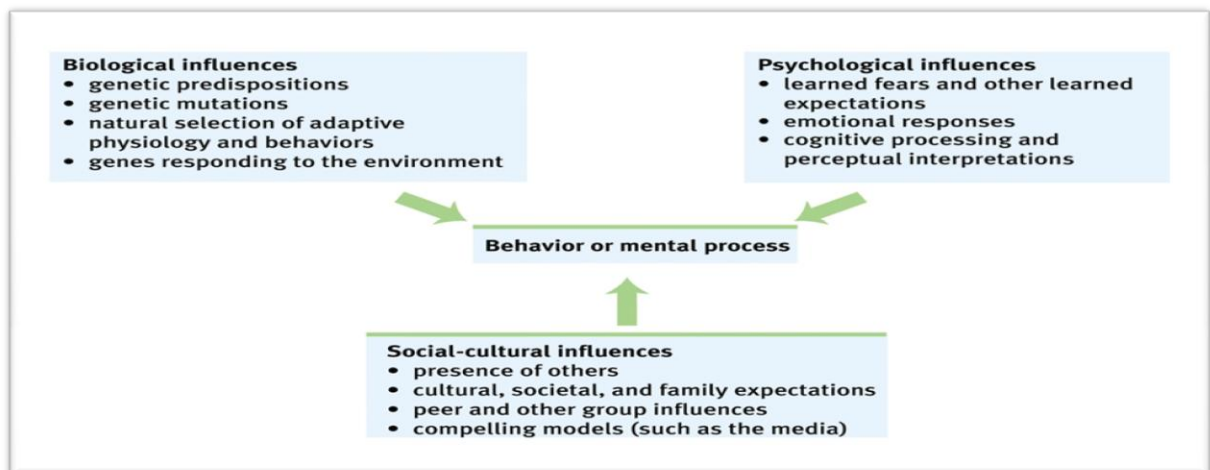 Biological influences
• genetic predispositions
• genetic mutations
• natural selection of adaptive
physiology and behaviors
• genes responding to the environment
Psychological influences
• learned fears and other learned
expectations
• emotional responses
• cognitive processing and
perceptual interpretations
Behavior or mental process
Social-cultural influences
• presence of others
• cultural, societal, and family expectations
• peer and other group influences
• compelling models (such as the media)